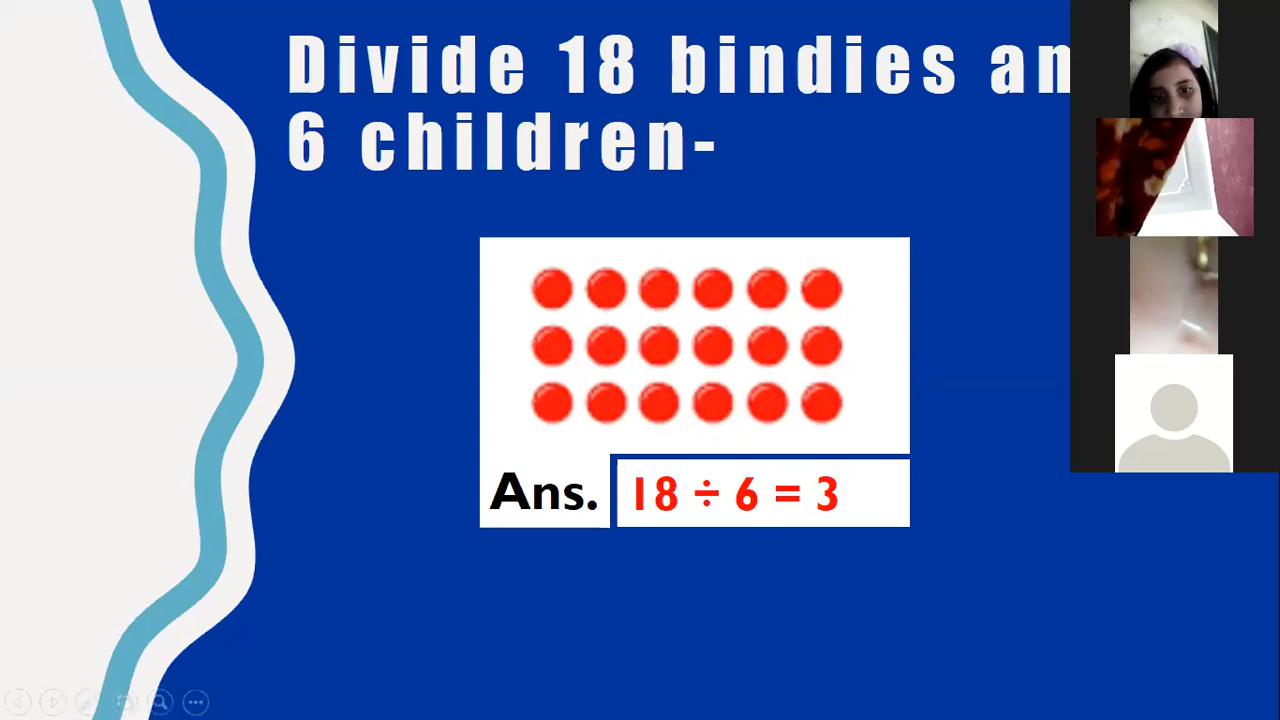 Divide 18 bindies an
6 children-
Ans. 18 ÷ 6 = 3